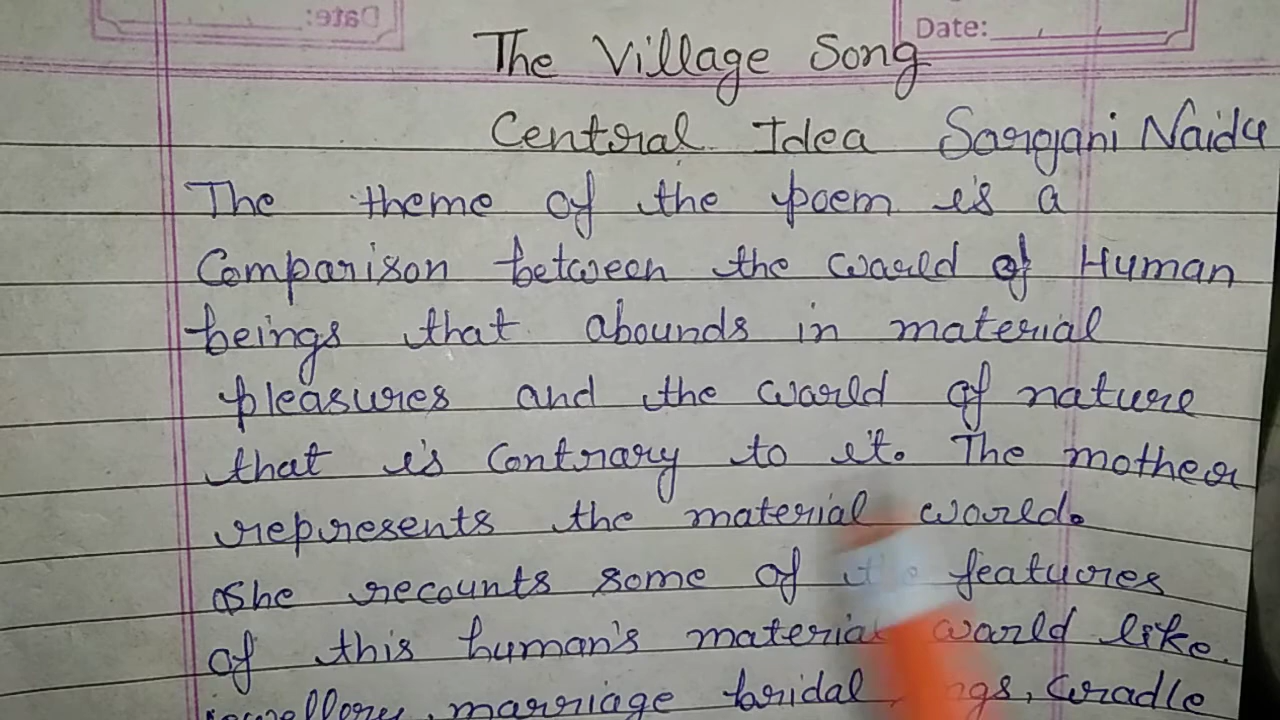 Date:
Date:
The Village Song
Central Idea Sarojani Naidu
The theme of the poem is a
Comparison between the world of Human
beings that abounds in material
pleasures and the world of nature
that is Contrary to it. The mother
represents the material world.
She recounts some of the features
of this human's material world like
marriage bridal Cradle